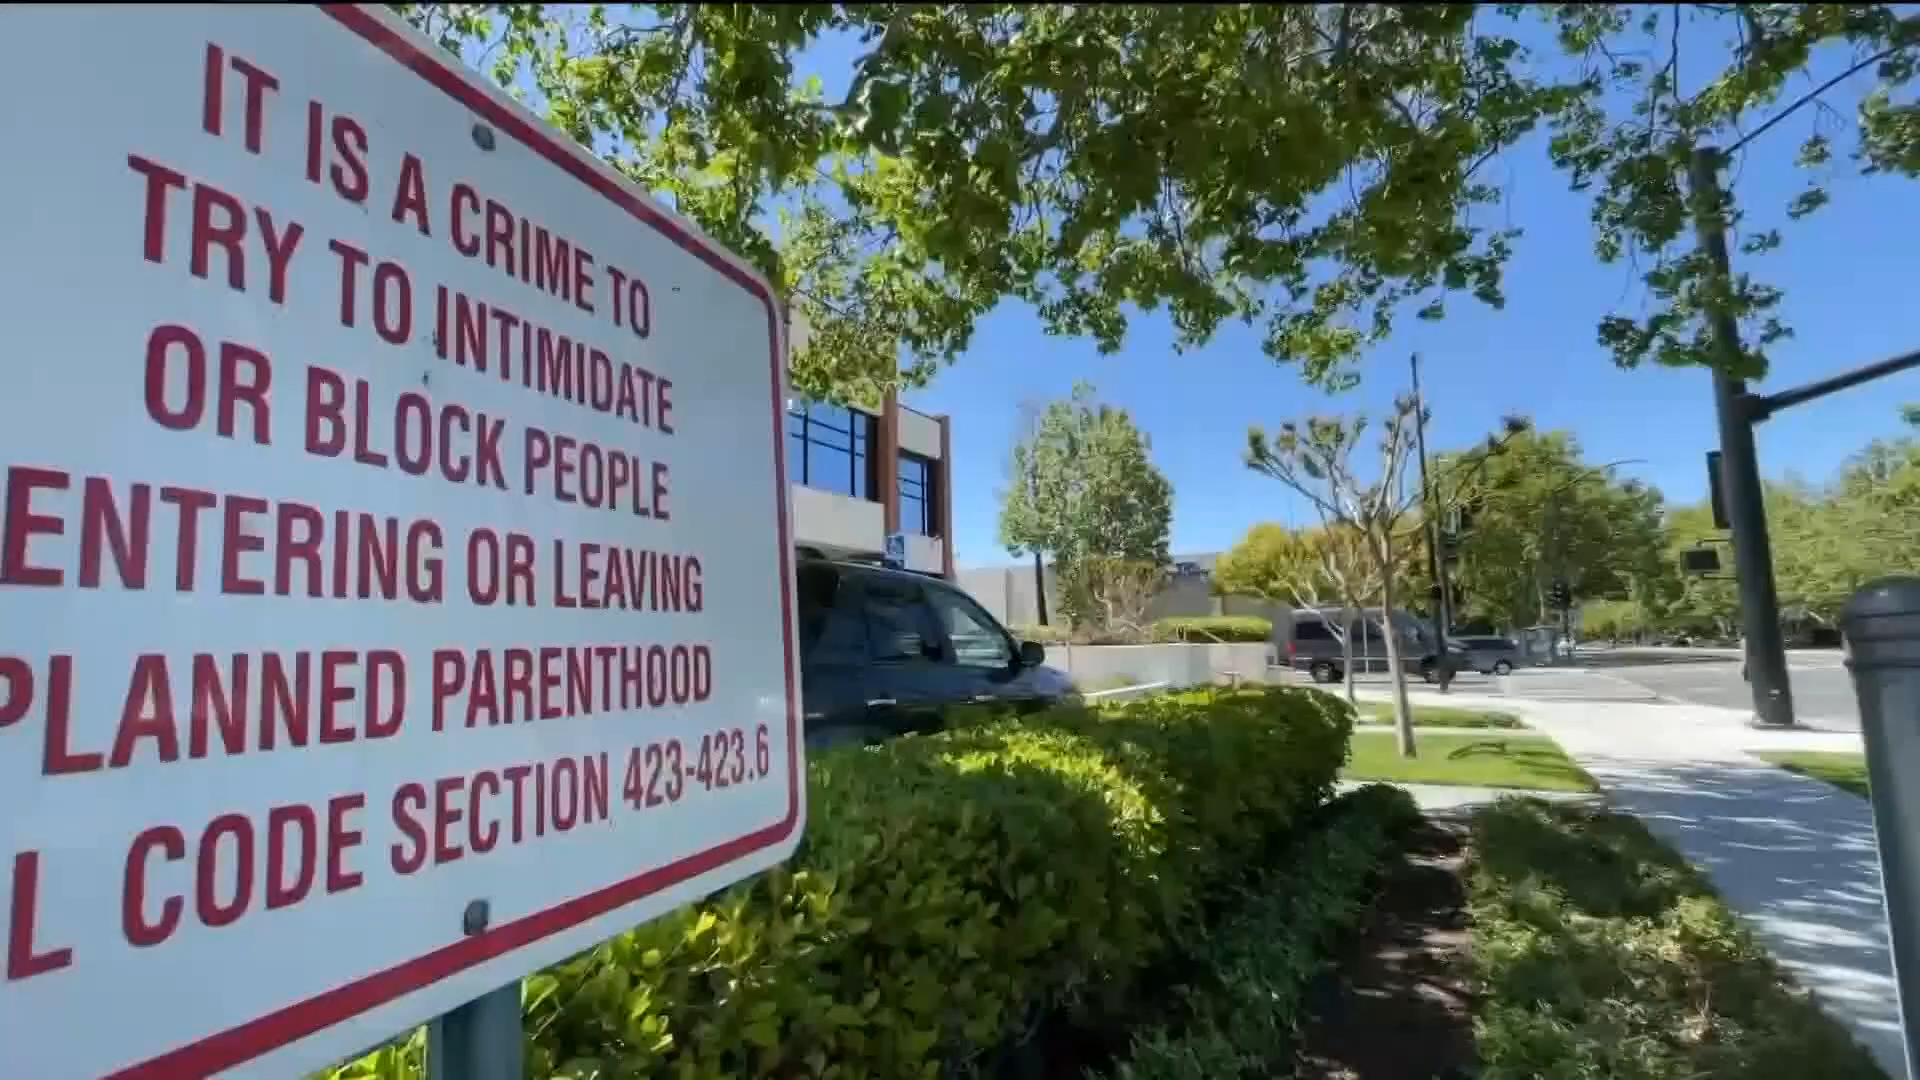 IT IS A CRIME TO
TRY TO INTIMIDATE
OR BLOCK PEOPLE
ENTERING OR LEAVING
PLANNED PARENTHOOD
L CODE SECTION 423-423.6